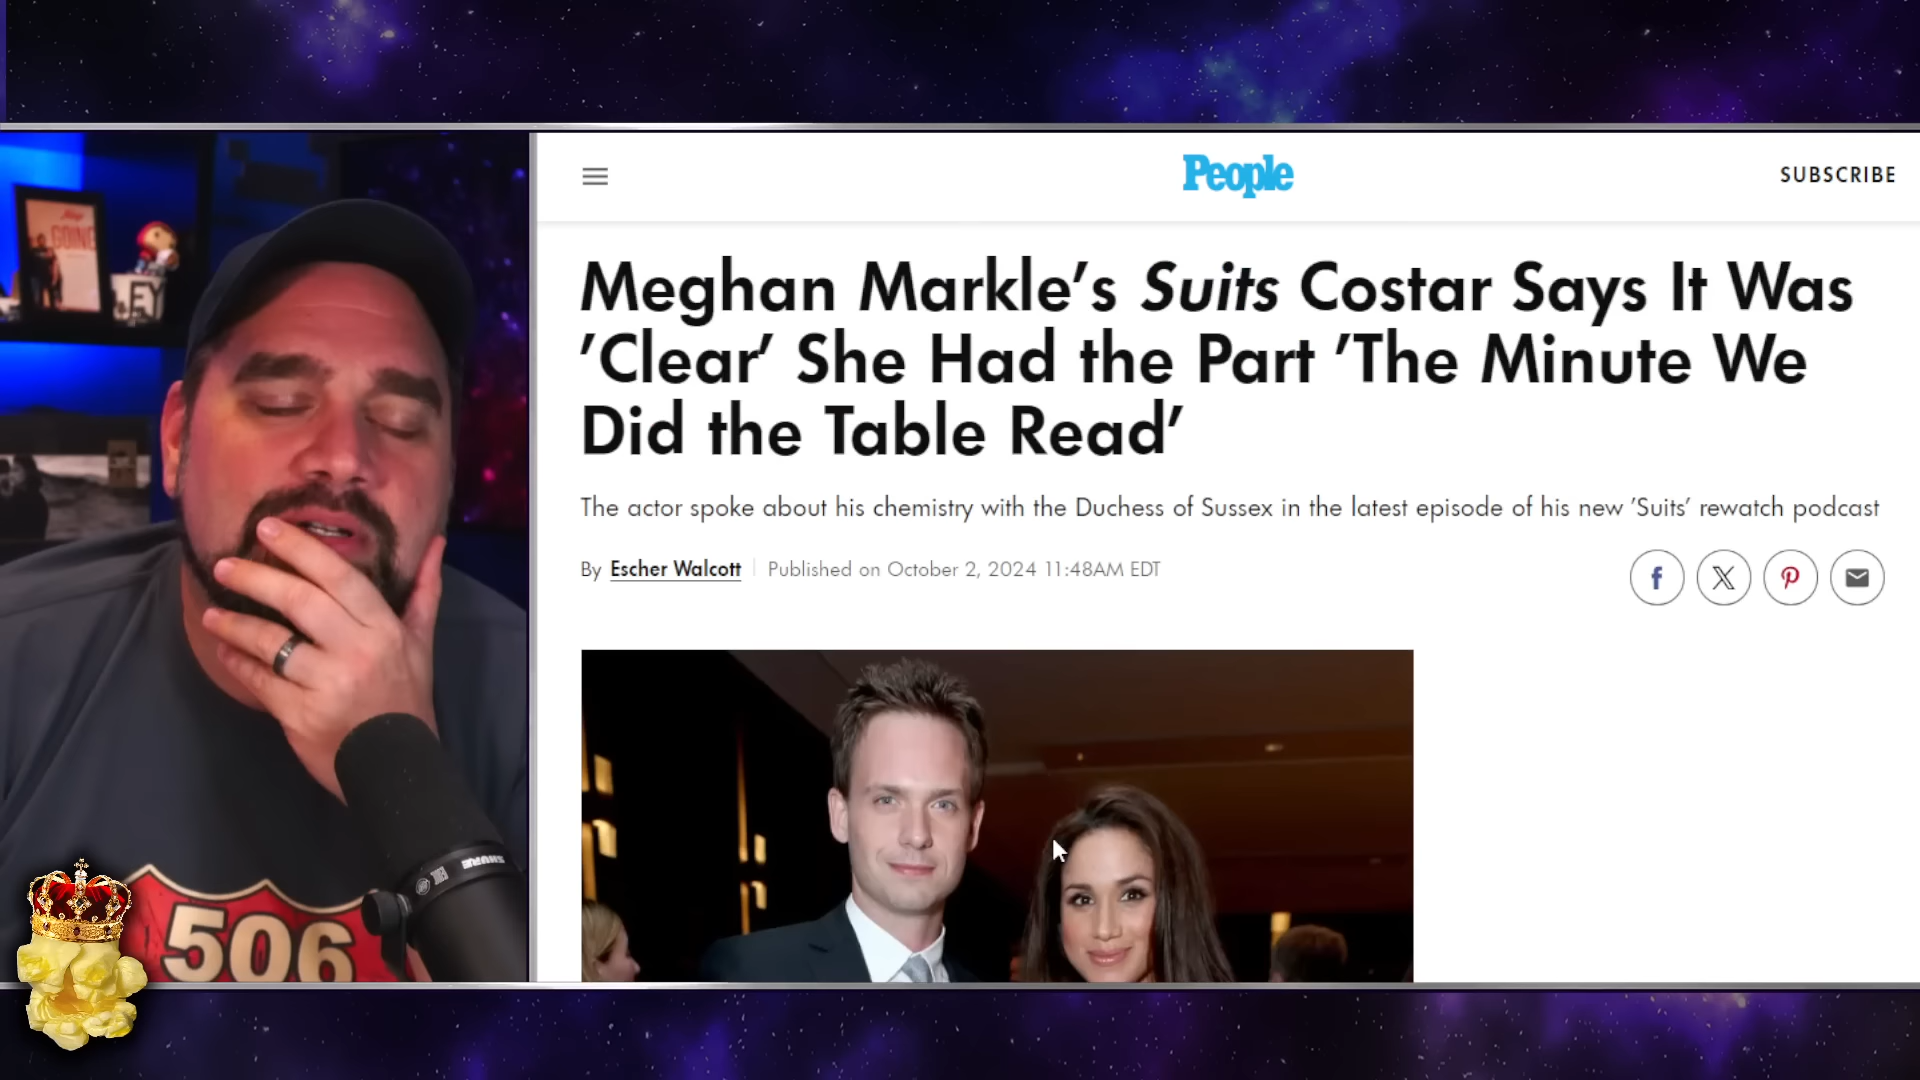 GOING
EY
506
People
SUBSCRIBE
Meghan Markle's Suits Costar Says It Was
'Clear' She Had the Part 'The Minute We
Did the Table Read'
The actor spoke about his chemistry with the Duchess of Sussex in the latest episode of his new 'Suits' rewatch podcast
By Escher Walcott
Published on October 2, 2024 11:48AM EDT